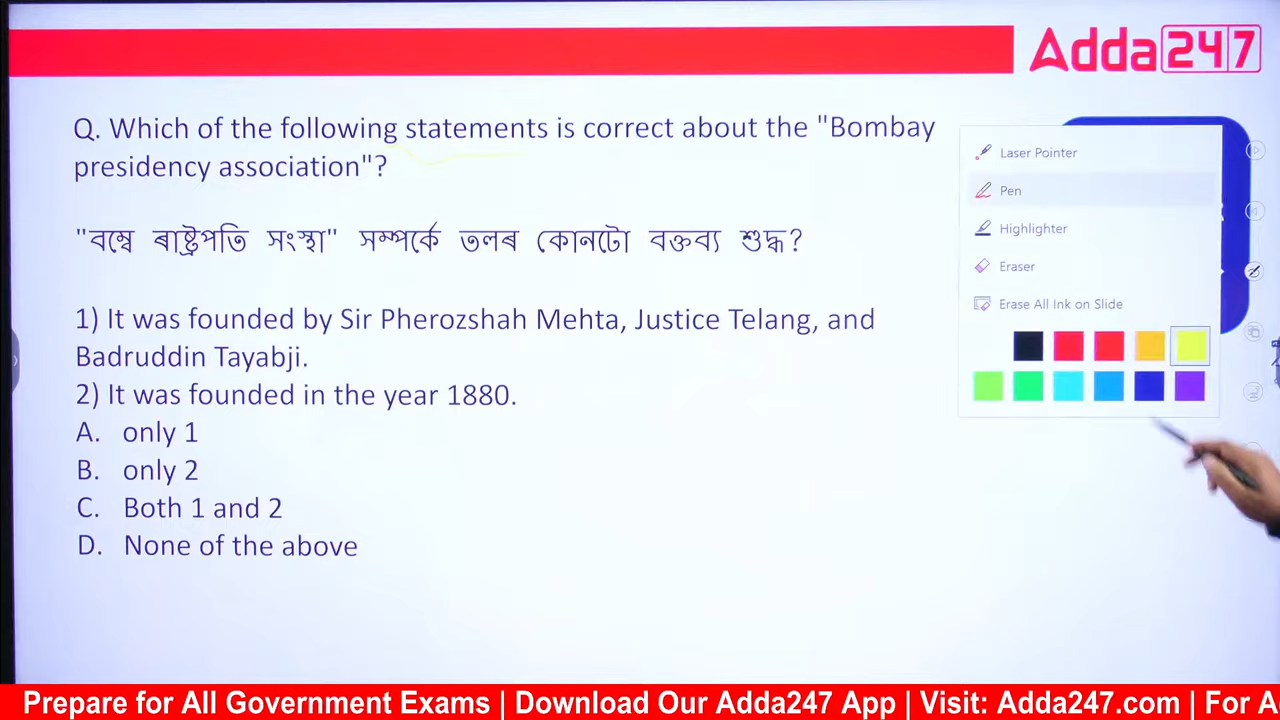 Adda247
Q. Which of the following statements is correct about the "Bombay
presidency association"?
"বম্বে ৰাষ্ট্ৰপতি সংস্থা" সম্পৰ্কে তলৰ কোনটো বক্তব্য শুদ্ধ?
1) It was founded by Sir Pherozshah Mehta, Justice Telang, and
Badruddin Tayabji.
2) It was founded in the year 1880.
A. only 1
B. only 2
C. Both 1 and 2
D. None of the above
Laser Pointer
Pen
Highlighter
Eraser
Erase All Ink on Slide
Prepare for All Government Exams | Download Our Adda247 App | Visit: Adda247.com | For A